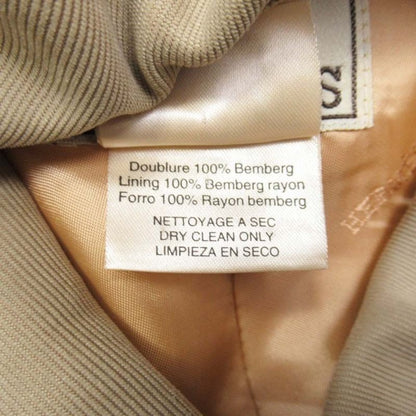 Doublure 100% Bemberg
Lining 100% Bemberg rayon
Forro 100% Rayon bemberg
NETTOYAGE A SEC
DRY CLEAN ONLY
LIMPIEZA EN SECO